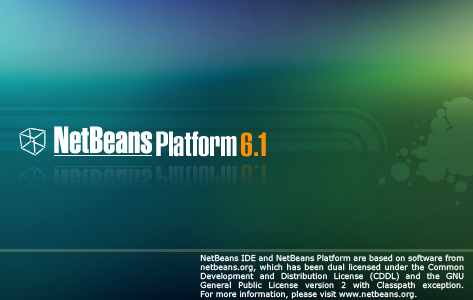 NetBeans Platform 6.1
NetBeans IDE and NetBeans Platform are based on software from
netbeans.org, which has been dual licensed under the Common
Development and Distribution License (CDDL) and the GNU
General Public License version 2 with Classpath exception.
For more information, please visit www.netbeans.org.